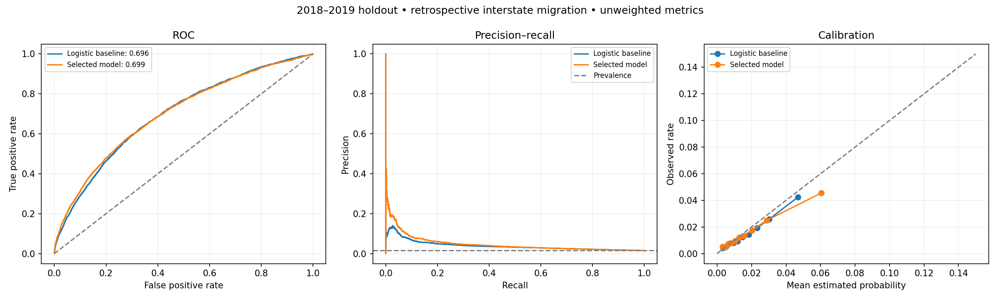 2018–2019 holdout • retrospective interstate migration • unweighted metrics
ROC
Logistic baseline: 0.696
Selected model: 0.699
True positive rate
1.0
0.8
0.6
0.4
0.2
0.0
0.0 0.2 0.4 0.6 0.8 1.0
False positive rate
Precision–recall
Logistic baseline
Selected model
Prevalence
Precision
1.0
0.8
0.6
0.4
0.2
0.0
0.0 0.2 0.4 0.6 0.8 1.0
Recall
Calibration
Logistic baseline
Selected model
Observed rate
0.14
0.12
0.10
0.08
0.06
0.04
0.02
0.00
0.00 0.02 0.04 0.06 0.08 0.10 0.12 0.14
Mean estimated probability